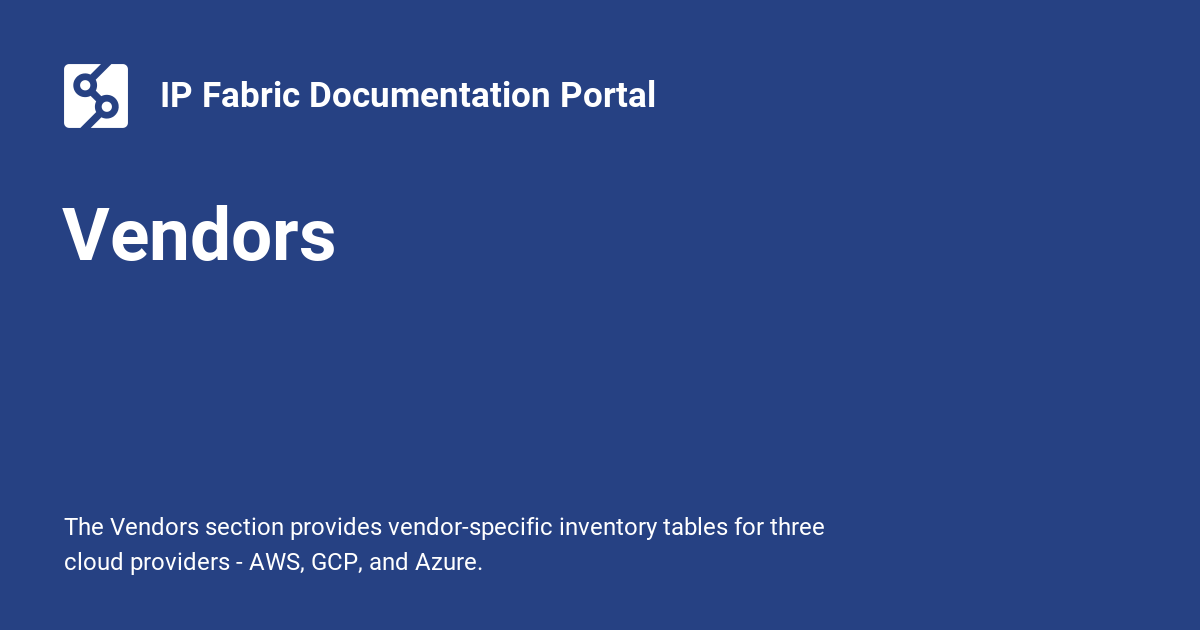 IP Fabric Documentation Portal
Vendors
The Vendors section provides vendor-specific inventory tables for three
cloud providers - AWS, GCP, and Azure.